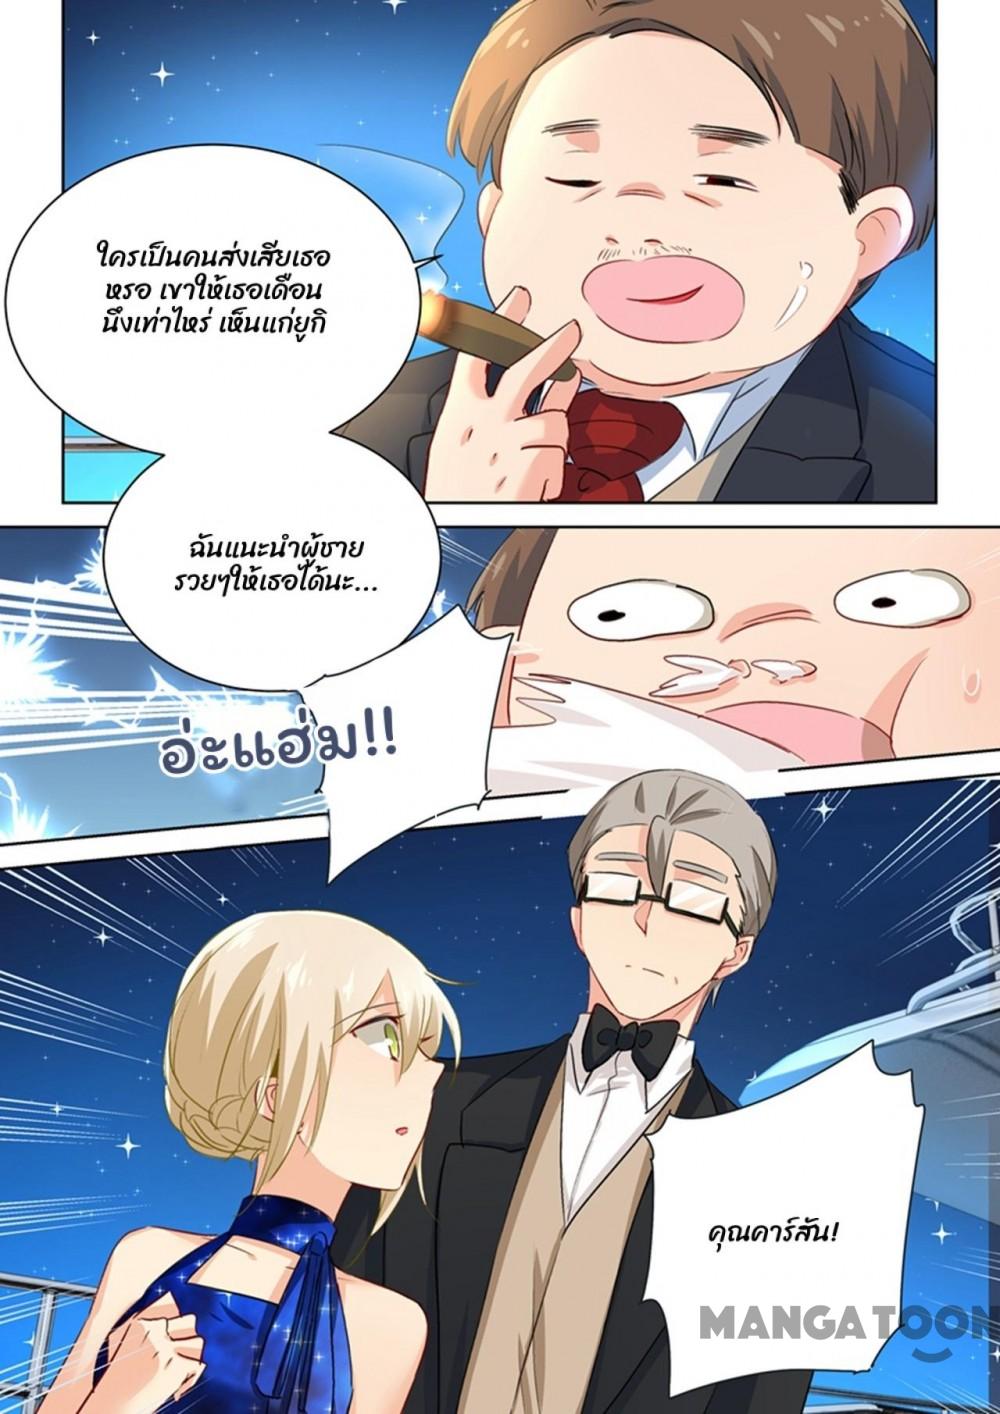 ใครเป็นคนส่งเสียเธอ
หรอ เขาให้เธอเดือน
นึงเท่าไหร่ เห็นแก่ยูกิ
ฉันแนะนำผู้ชาย
รวยๆให้เธอได้นะ...
อ่ะแฮ่ม!!
คุณคาร์สัน!
MANGATOON